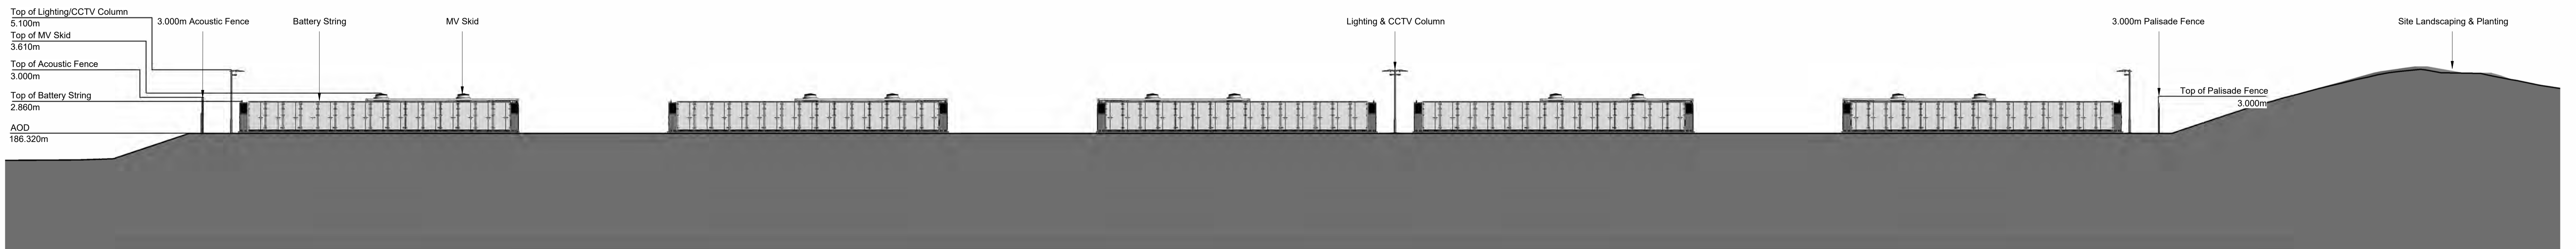 Top of Lighting/CCTV Column
5.100m
Top of MV Skid
3.610m
Top of Acoustic Fence
3.000m
Top of Battery String
2.860m
AOD
186.320m
3.000m Acoustic Fence
Battery String
MV Skid
Lighting & CCTV Column
3.000m Palisade Fence
Site Landscaping & Planting
Top of Palisade Fence
3.000m